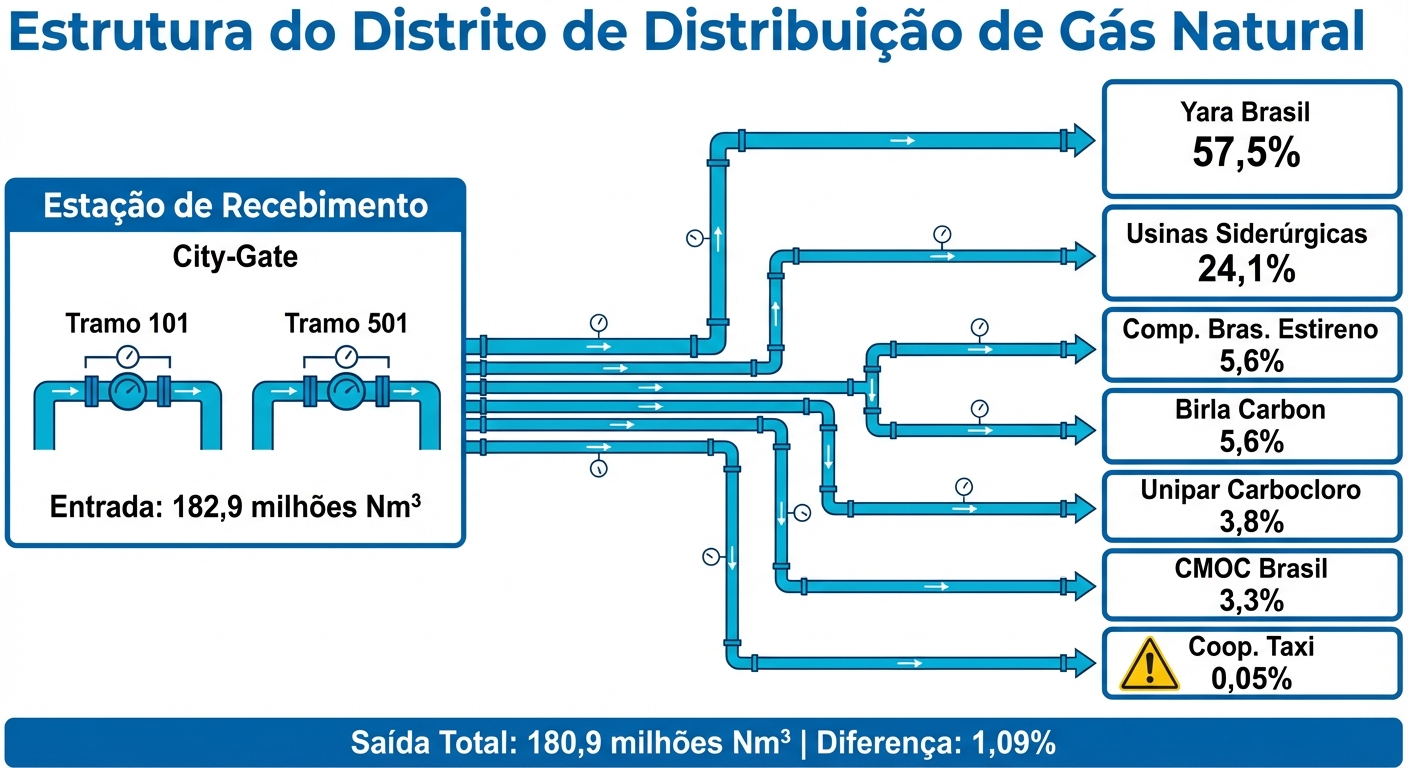 Estrutura do Distrito de Distribuição de Gás Natural
Estação de Recebimento
City-Gate
Tramo 101
Tramo 501
Entrada: 182,9 milhões Nm³
Yara Brasil
57,5%
Usinas Siderúrgicas
24,1%
Comp. Bras. Estireno
5,6%
Birla Carbon
5,6%
Unipar Carbocloro
3,8%
CMOC Brasil
3,3%
Coop. Taxi
0,05%
Saída Total: 180,9 milhões Nm³ | Diferença: 1,09%